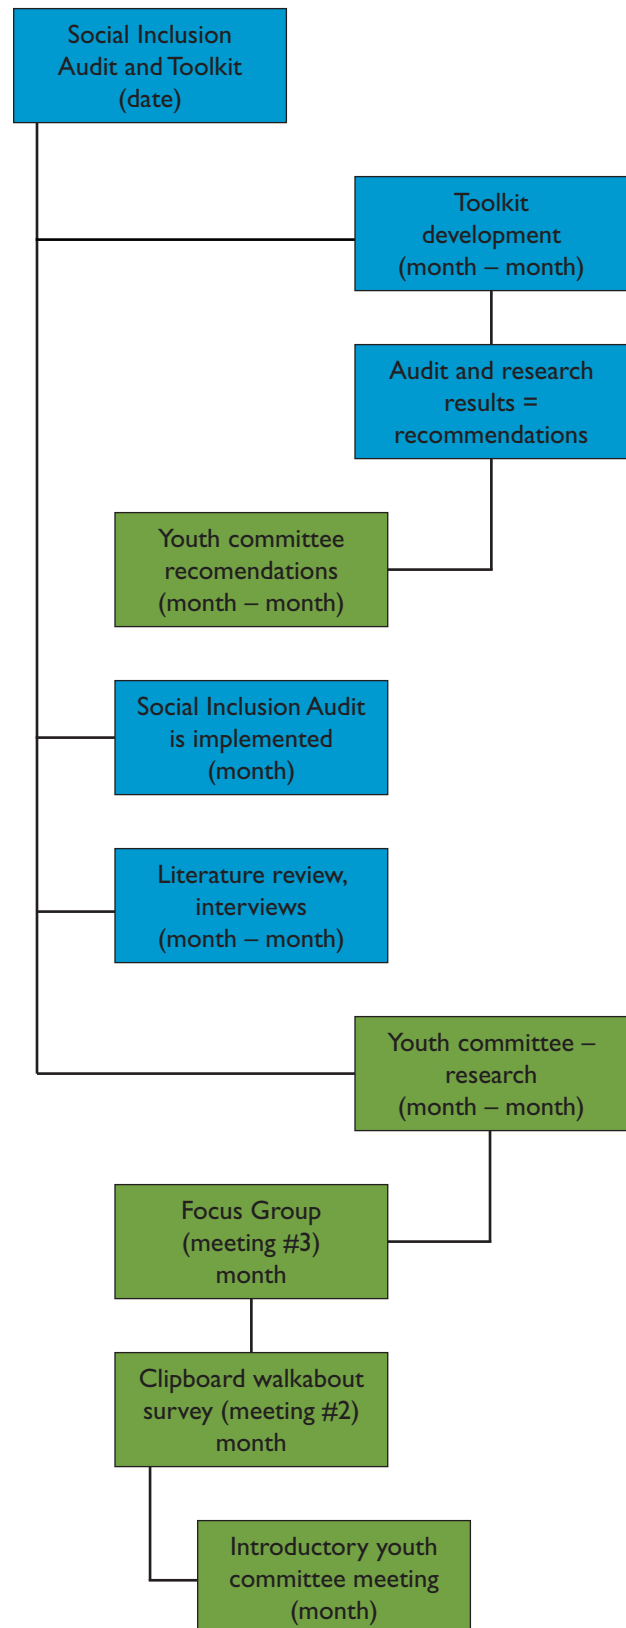 Social Inclusion
Audit and Toolkit
(date)
Toolkit
development
(month – month)
Audit and research
results =
recommendations
Youth committee
recomendations
(month – month)
Social Inclusion Audit
is implemented
(month)
Literature review,
interviews
(month – month)
Youth committee –
research
(month – month)
Focus Group
(meeting #3)
month
Clipboard walkabout
survey (meeting #2)
month
Introductory youth
committee meeting
(month)